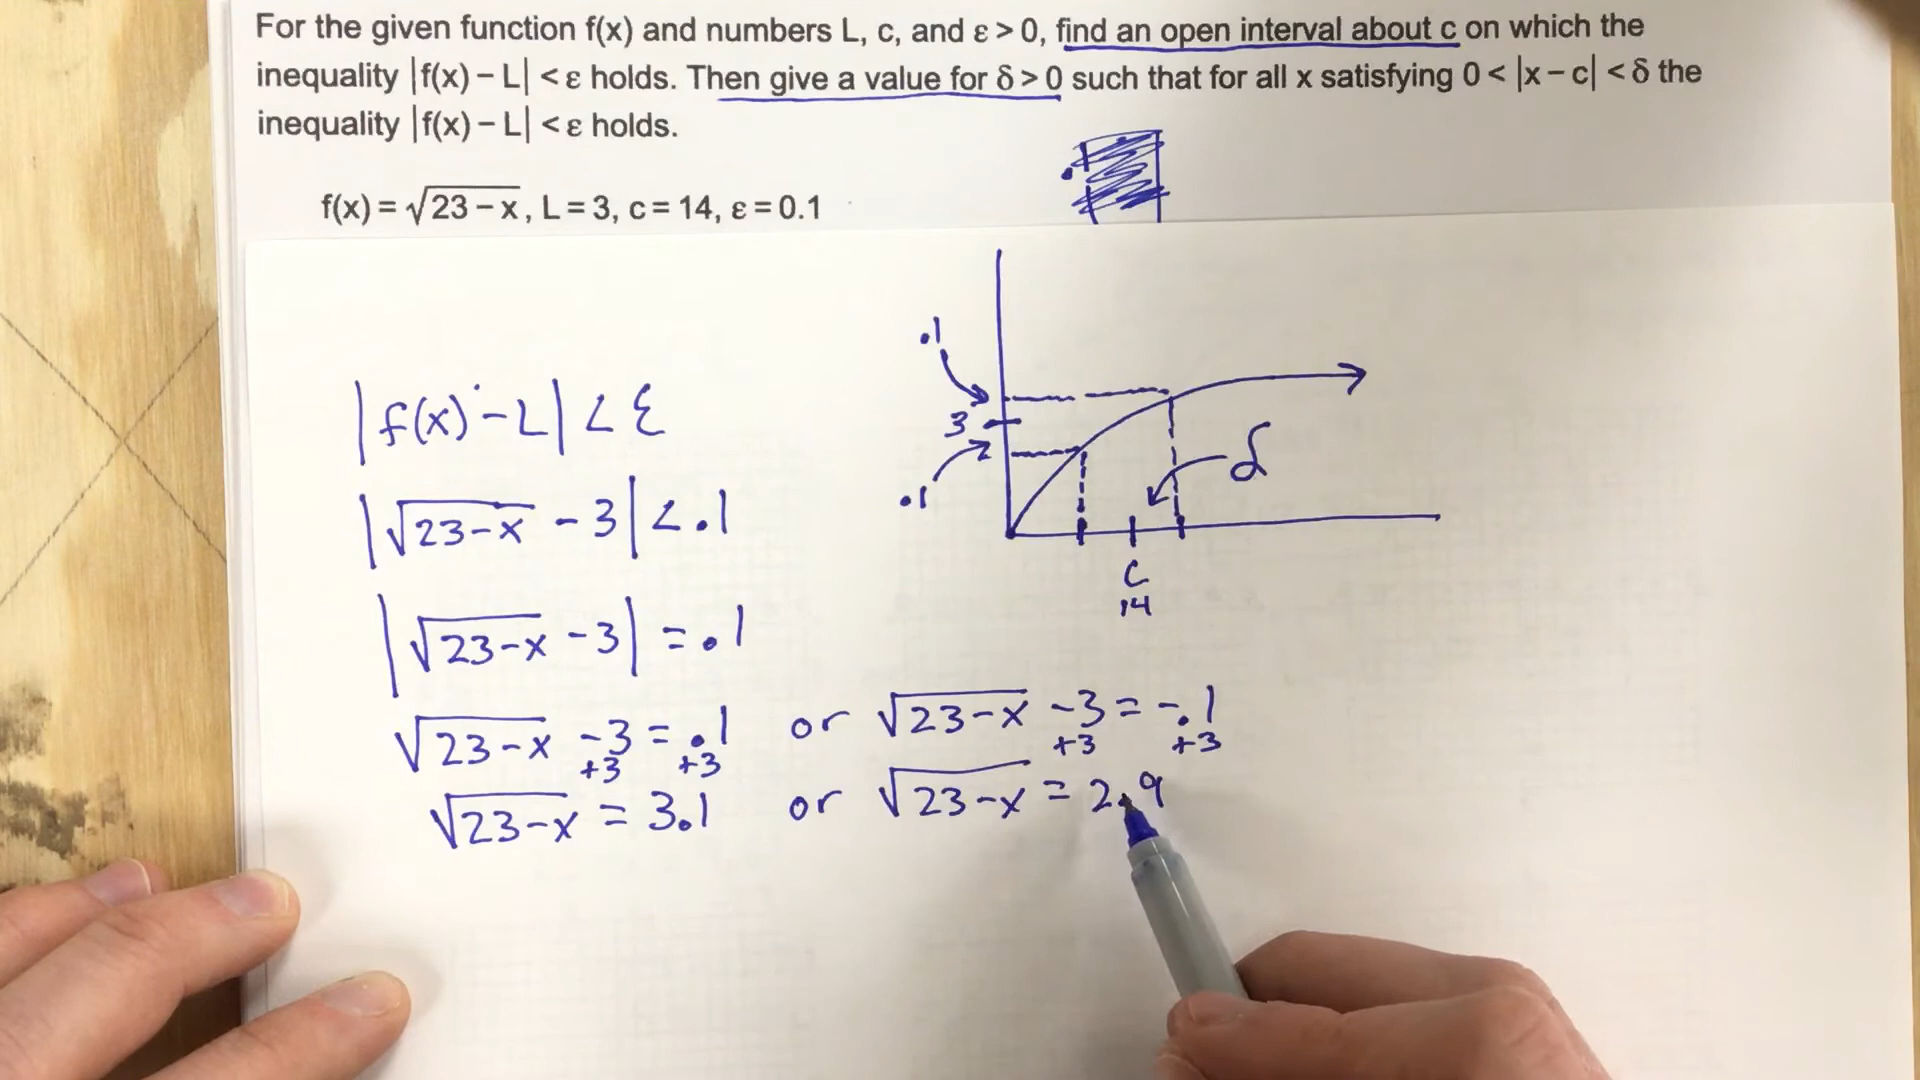 For the given function f(x) and numbers L, c, and ε > 0, find an open interval about c on which the
inequality |f(x) − L| < ε holds. Then give a value for δ > 0 such that for all x satisfying 0 < |x − c| < δ the
inequality |f(x) − L| < ε holds.
f(x) = √23 − x, L = 3, c = 14, ε = 0.1
.1
3
.1
δ
c
14
|f(x) - L| < ε
|√23-x - 3| < .1
|√23-x - 3| = .1
√23-x - 3 = .1 or √23-x - 3 = -.1
+3 +3 +3 +3
√23-x = 3.1 or √23-x = 2.9